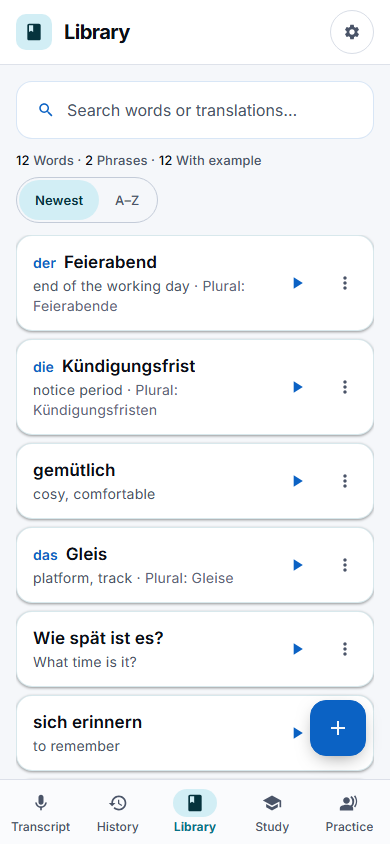 Library
Search words or translations...
12 Words · 2 Phrases · 12 With example
Newest A–Z
der Feierabend
end of the working day · Plural:
Feierabende
die Kündigungsfrist
notice period · Plural:
Kündigungsfristen
gemütlich
cosy, comfortable
das Gleis
platform, track · Plural: Gleise
Wie spät ist es?
What time is it?
sich erinnern
to remember
Transcript History Library Study Practice